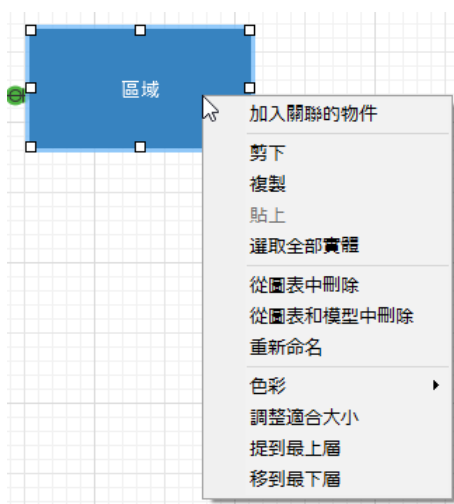 區域
加入關聯的物件
剪下
複製
貼上
選取全部實體
從圖表中刪除
從圖表和模型中刪除
重新命名
色彩
調整適合大小
提到最上層
移到最下層